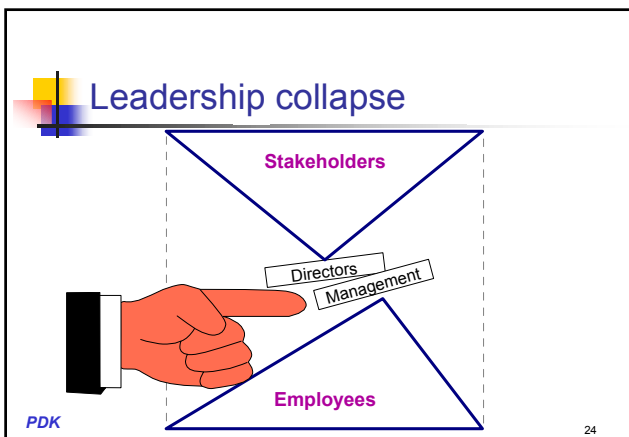 Leadership collapse
Stakeholders
Directors
Management
Employees
PDK
24